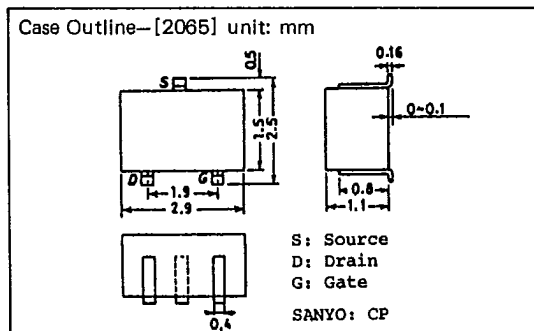 Case Outline—[2065] unit: mm
0.5
S
1.5
2.5
D
G
1.9
2.9
0.16
0~0.1
0.8
1.1
0.4
S: Source
D: Drain
G: Gate
SANYO: CP